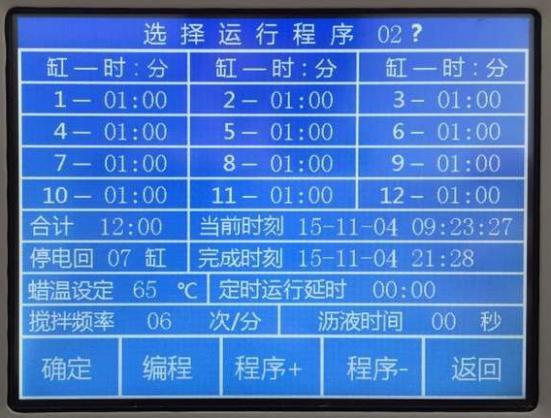 选择运行程序 02?
缸—时:分 缸—时:分 缸—时:分
1— 01:00 2— 01:00 3— 01:00
4— 01:00 5— 01:00 6— 01:00
7— 01:00 8— 01:00 9— 01:00
10— 01:00 11— 01:00 12— 01:00
合计 12:00 当前时刻 15-11-04 09:23:27
停电回 07 缸 完成时刻 15-11-04 21:28
蜡温设定 65 ℃ 定时运行延时 00:00
搅拌频率 06 次/分 沥液时间 00 秒
确定 编程 程序+ 程序- 返回